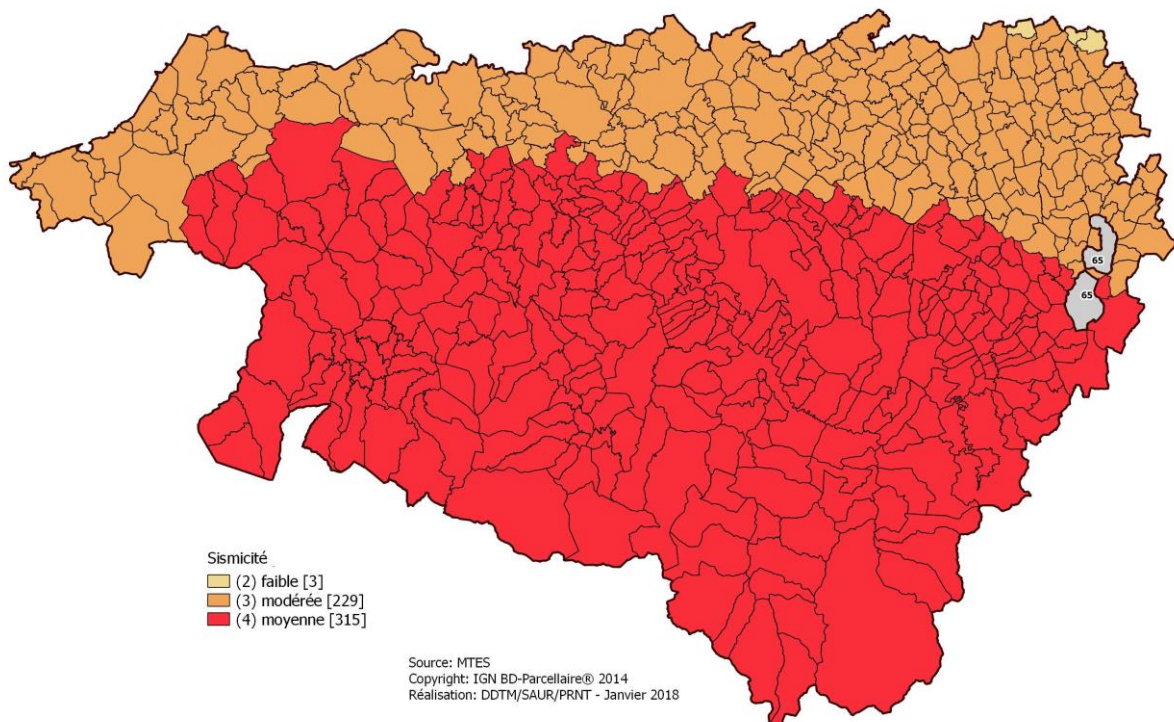 65
65
Sismicité
(2) faible [3]
(3) modérée [229]
(4) moyenne [315]
Source: MTES
Copyright: IGN BD-Parcellaire® 2014
Réalisation: DDTM/SAUR/PRNT - Janvier 2018